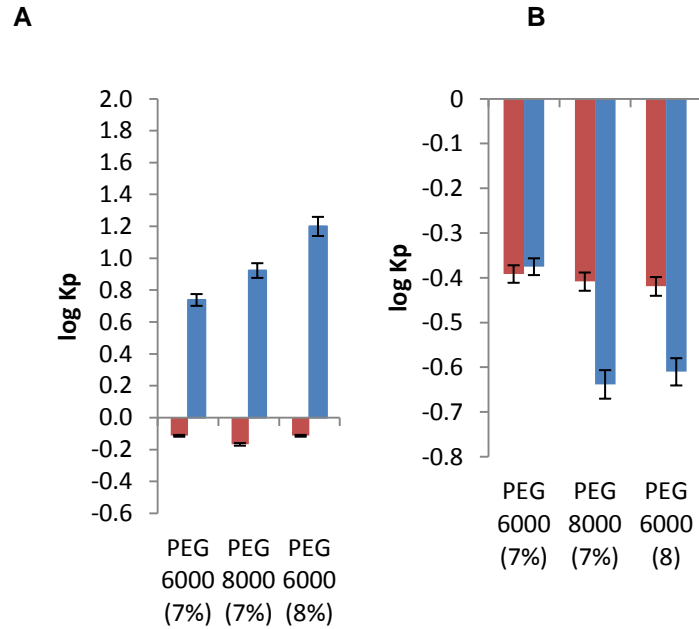 A
B
log Kp
2.0
1.8
1.6
1.4
1.2
1.0
0.8
0.6
0.4
0.2
0.0
-0.2
-0.4
-0.6
PEG PEG PEG
6000 8000 6000
(7%) (7%) (8%)
log Kp
0
-0.1
-0.2
-0.3
-0.4
-0.5
-0.6
-0.7
-0.8
PEG PEG PEG
6000 8000 6000
(7%) (7%) (8)